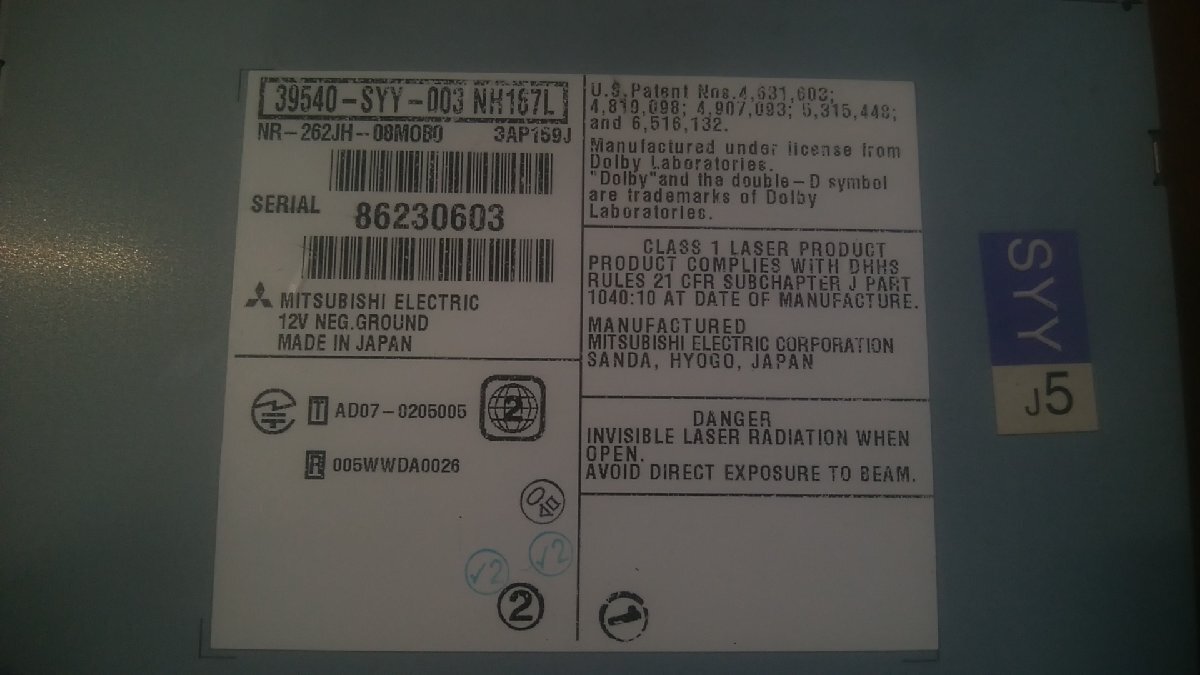 39540-SYY-003 NH167L
NR-262JH-08M0B0 3AP159J
SERIAL 86230603
MITSUBISHI ELECTRIC
12V NEG.GROUND
MADE IN JAPAN
T AD07-0205005
2
R 005WWDA0026
√2
√2
2
U.S.Patent Nos.4,631,603;
4,819,098; 4,907,093; 5,315,448;
and 6,516,132.
Manufactured under license from
Dolby Laboratories.
"Dolby"and the double-D symbol
are trademarks of Dolby
Laboratories.
CLASS 1 LASER PRODUCT
PRODUCT COMPLIES WITH DHHS
RULES 21 CFR SUBCHAPTER J PART
1040:10 AT DATE OF MANUFACTURE.
MANUFACTURED
MITSUBISHI ELECTRIC CORPORATION
SANDA, HYOGO, JAPAN
DANGER
INVISIBLE LASER RADIATION WHEN
OPEN.
AVOID DIRECT EXPOSURE TO BEAM.
SYY
J5